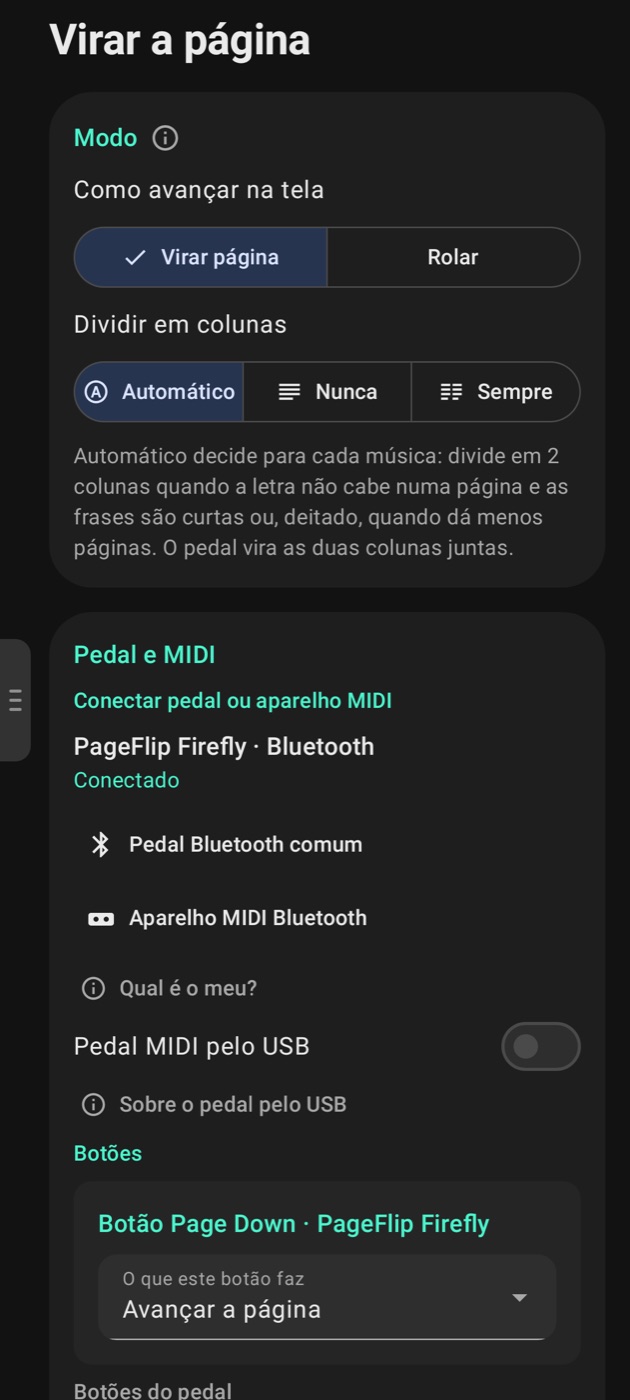 Virar a página
Modo
Como avançar na tela
Virar página
Rolar
Dividir em colunas
Automático
Nunca
Sempre
Automático decide para cada música: divide em 2
colunas quando a letra não cabe numa página e as
frases são curtas ou, deitado, quando dá menos
páginas. O pedal vira as duas colunas juntas.
Pedal e MIDI
Conectar pedal ou aparelho MIDI
PageFlip Firefly · Bluetooth
Conectado
Pedal Bluetooth comum
Aparelho MIDI Bluetooth
Qual é o meu?
Pedal MIDI pelo USB
Sobre o pedal pelo USB
Botões
Botão Page Down · PageFlip Firefly
O que este botão faz
Avançar a página
Botões do pedal